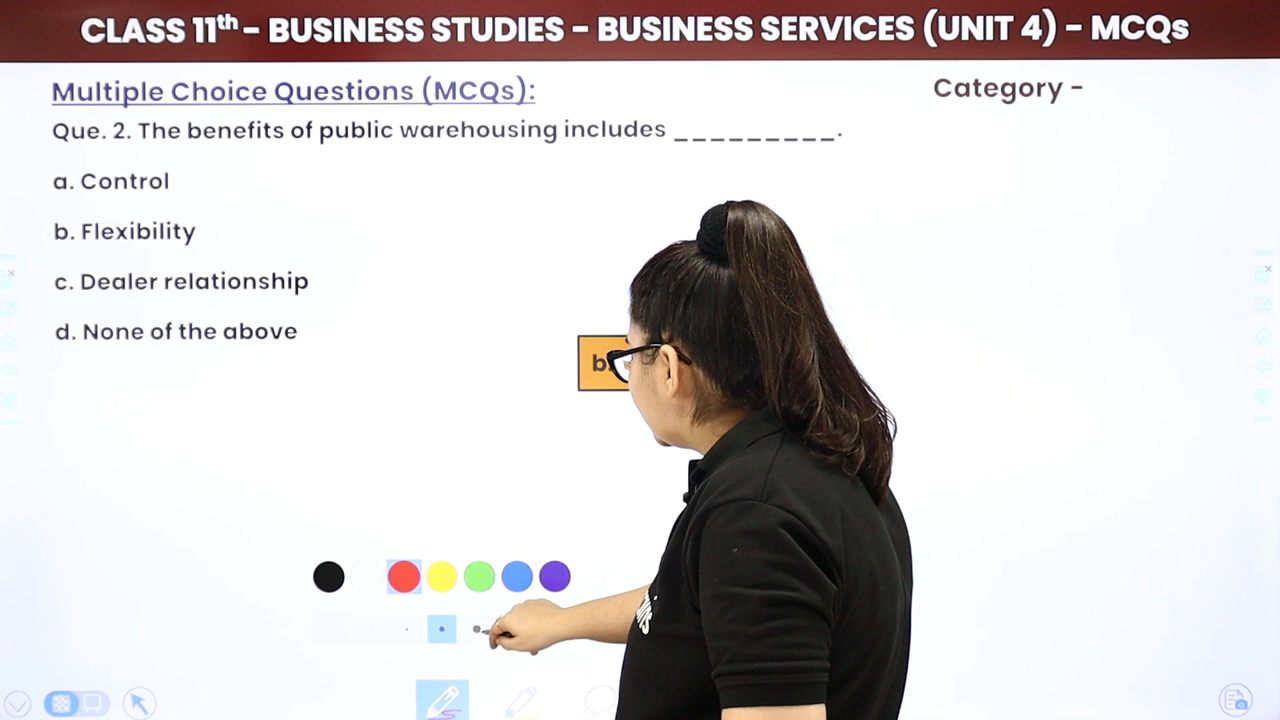 CLASS 11th - BUSINESS STUDIES - BUSINESS SERVICES (UNIT 4) - MCQs
Multiple Choice Questions (MCQs):
Category -
Que. 2. The benefits of public warehousing includes _________.
a. Control
b. Flexibility
c. Dealer relationship
d. None of the above
b.